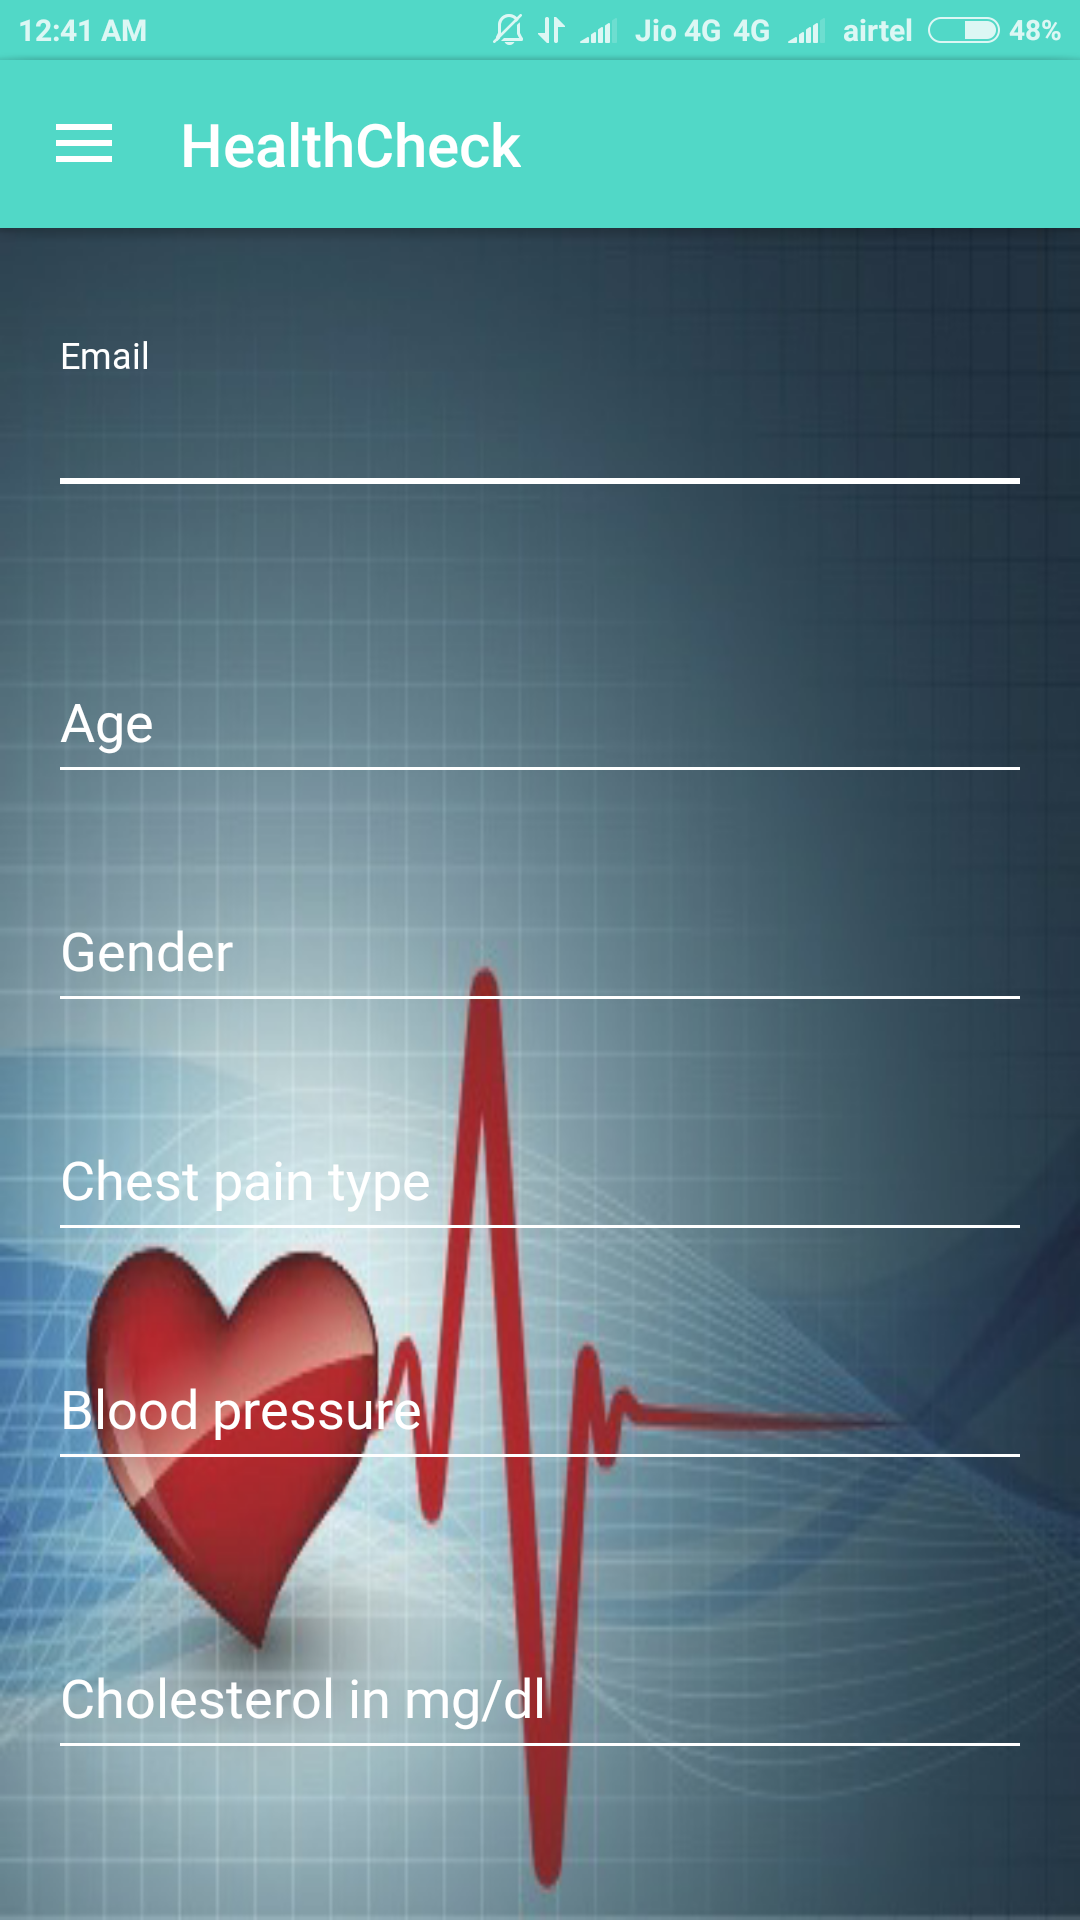 12:41 AM Jio 4G 4G airtel 48%
HealthCheck
Email
Age
Gender
Chest pain type
Blood pressure
Cholesterol in mg/dl